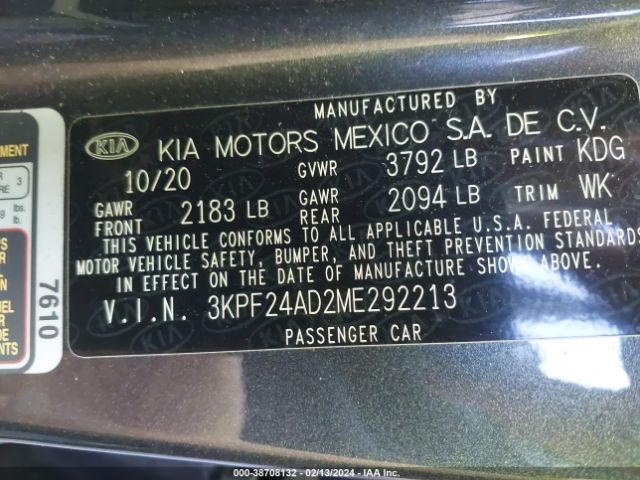 MANUFACTURED BY
KIA KIA MOTORS MEXICO S.A. DE C.V.
10/20 GVWR 3792 LB PAINT KDG
GAWR FRONT 2183 LB GAWR REAR 2094 LB TRIM WK
THIS VEHICLE CONFORMS TO ALL APPLICABLE U.S.A. FEDERAL
MOTOR VEHICLE SAFETY, BUMPER, AND THEFT PREVENTION STANDARDS
IN EFFECT ON THE DATE OF MANUFACTURE SHOWN ABOVE.
V.I.N. 3KPF24AD2ME292213
PASSENGER CAR
7610
3
lbs.
lb.
000-38708132 - 02/13/2024 - IAA Inc.